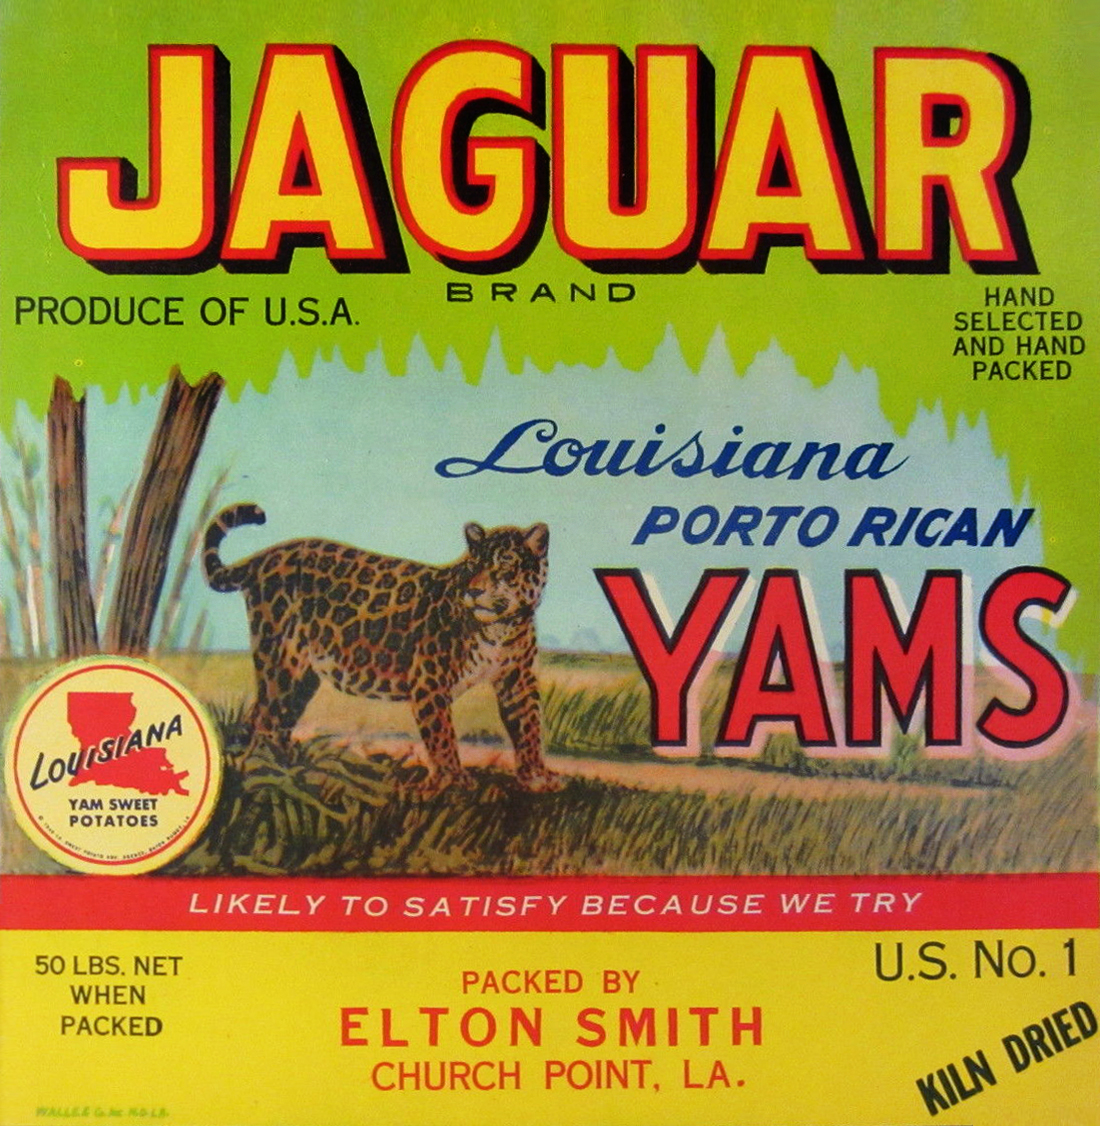 JAGUAR
BRAND
PRODUCE OF U.S.A.
HAND
SELECTED
AND HAND
PACKED
Louisiana
PORTO RICAN
YAMS
LOUISIANA
YAM SWEET
POTATOES
LIKELY TO SATISFY BECAUSE WE TRY
50 LBS. NET
WHEN
PACKED
PACKED BY
ELTON SMITH
CHURCH POINT, LA.
U.S. No. 1
KILN DRIED